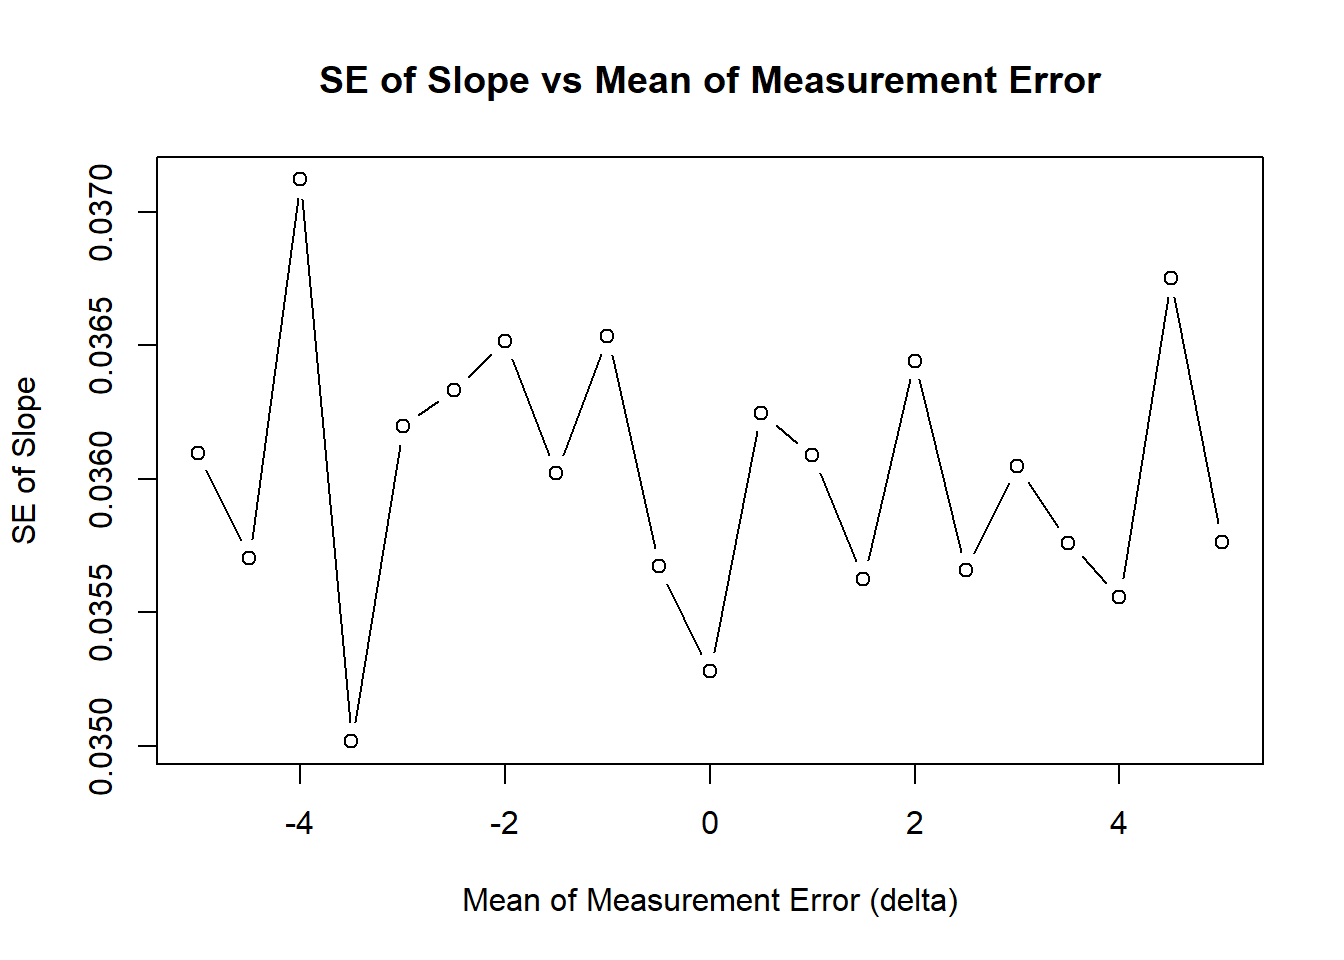 SE of Slope vs Mean of Measurement Error
SE of Slope
0.0370
0.0365
0.0360
0.0355
0.0350
-4 -2 0 2 4
Mean of Measurement Error (delta)